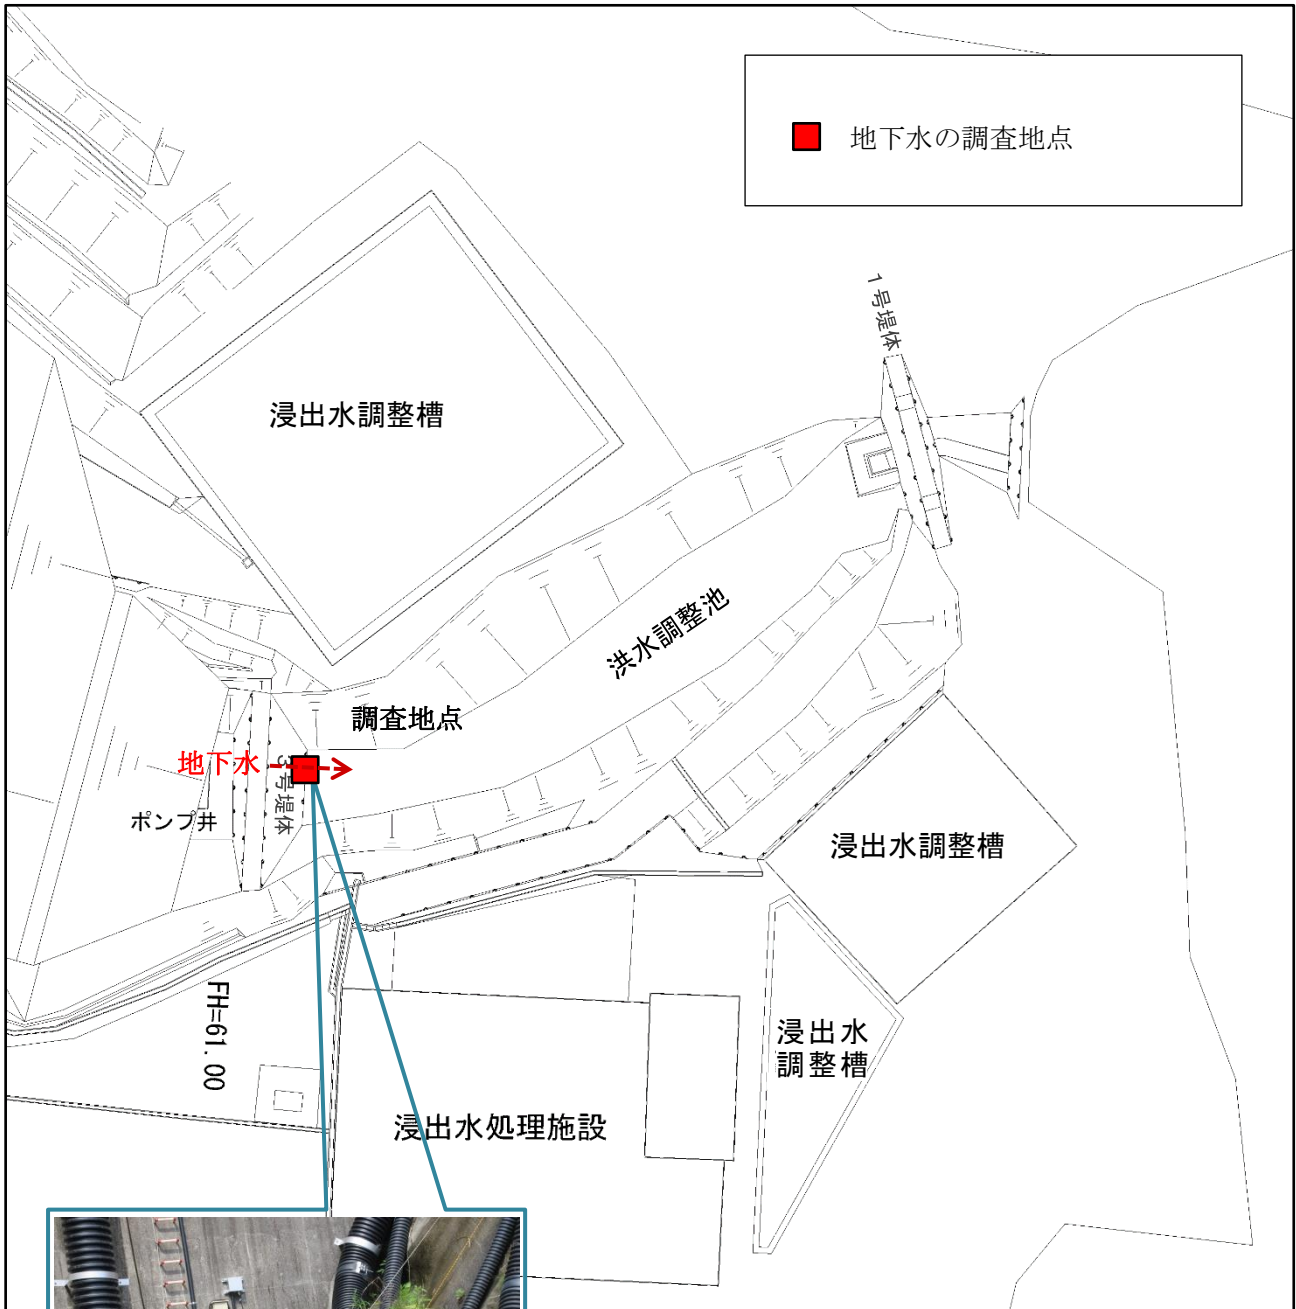 地下水の調査地点
1号堤体
浸出水調整槽
洪水調整池
調査地点
地下水
3号堤体
ポンプ井
浸出水調整槽
FH=61.00
浸出水
調整槽
浸出水処理施設